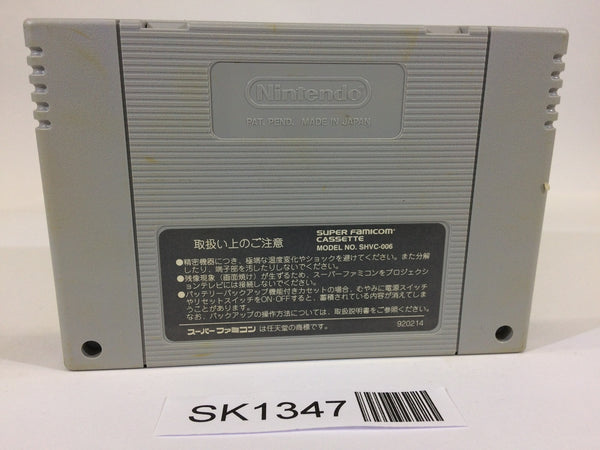 Nintendo
PAT. PEND. MADE IN JAPAN
取扱い上のご注意
SUPER FAMICOM
CASSETTE
MODEL NO. SHVC-006
●精密機器につき、極端な温度変化やショックを避けてください。また分解
したり、端子部を汚したりしないでください。
●残像現象（画面焼け）が生ずるため、スーパーファミコンをプロジェクシ
ョンテレビには接続しないでください。
●バッテリーバックアップ機能付きカセットの場合、むやみに電源スイッチ
やリセットスイッチをON・OFFすると、蓄積されている内容が消えてしま
うことがあります。
なお、バックアップの操作方法については、取扱説明書をご参照ください。
スーパーファミコン は任天堂の商標です。
920214
SK1347